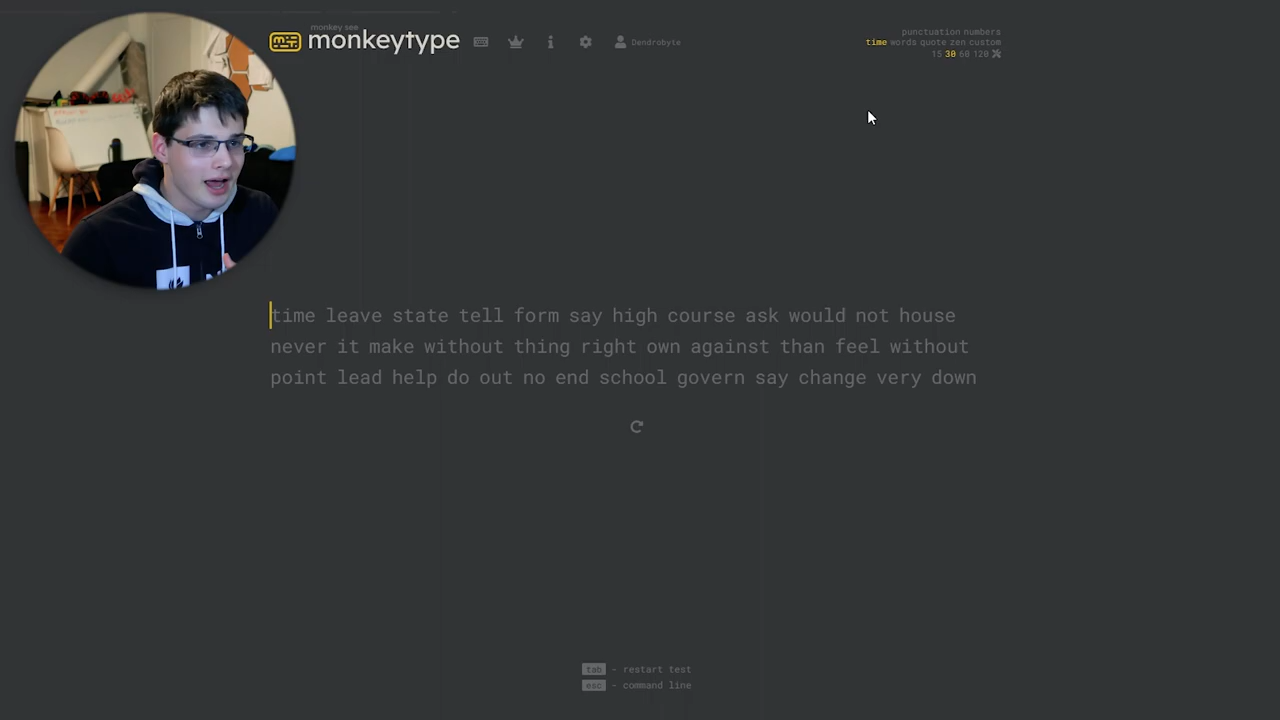 monkey see
monkeytype
Dendrobyte
punctuation numbers
time words quote zen custom
15 30 60 120
time leave state tell form say high course ask would not house
never it make without thing right own against than feel without
point lead help do out no end school govern say change very down
tab - restart test
esc - command line